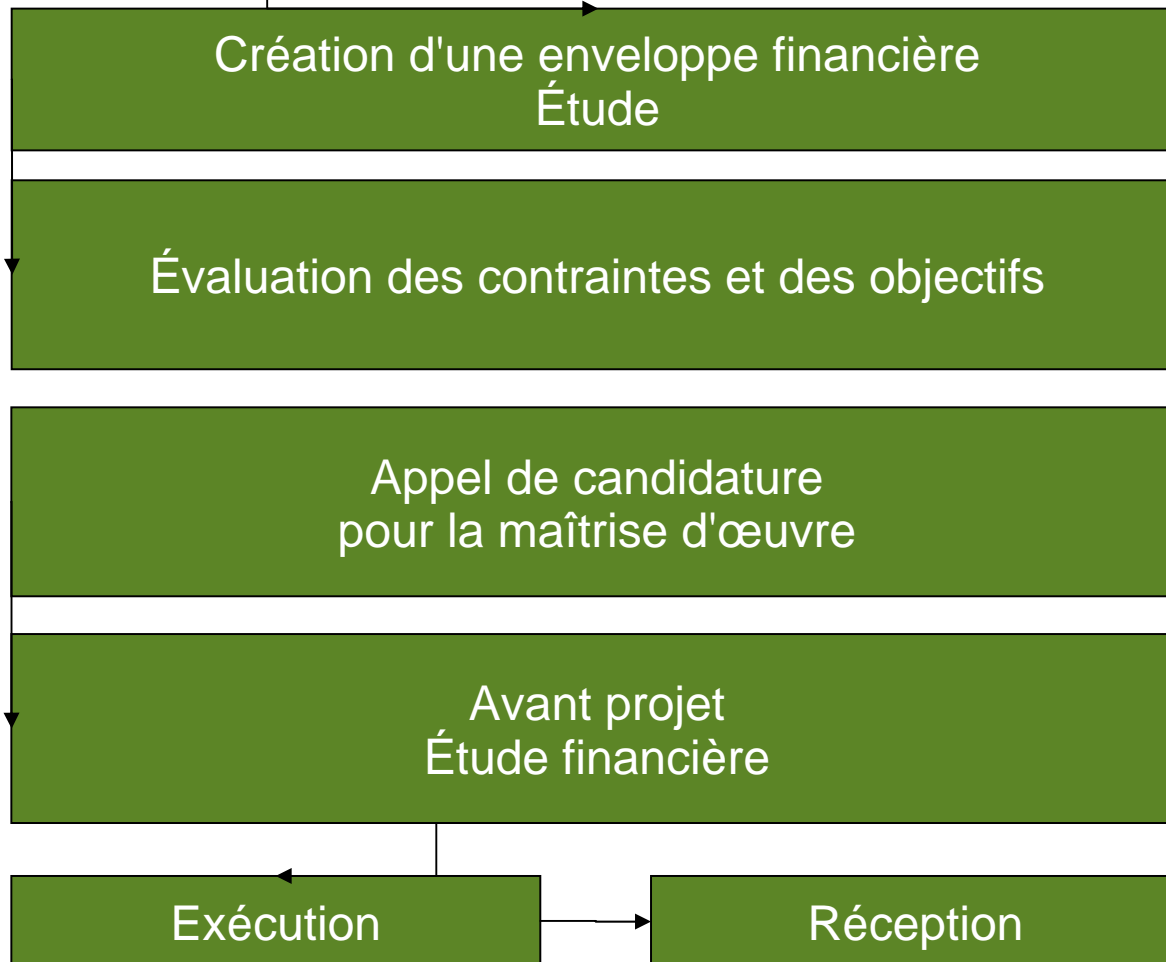 Création d'une enveloppe financière
Étude
Évaluation des contraintes et des objectifs
Appel de candidature
pour la maîtrise d'œuvre
Avant projet
Étude financière
Exécution
Réception